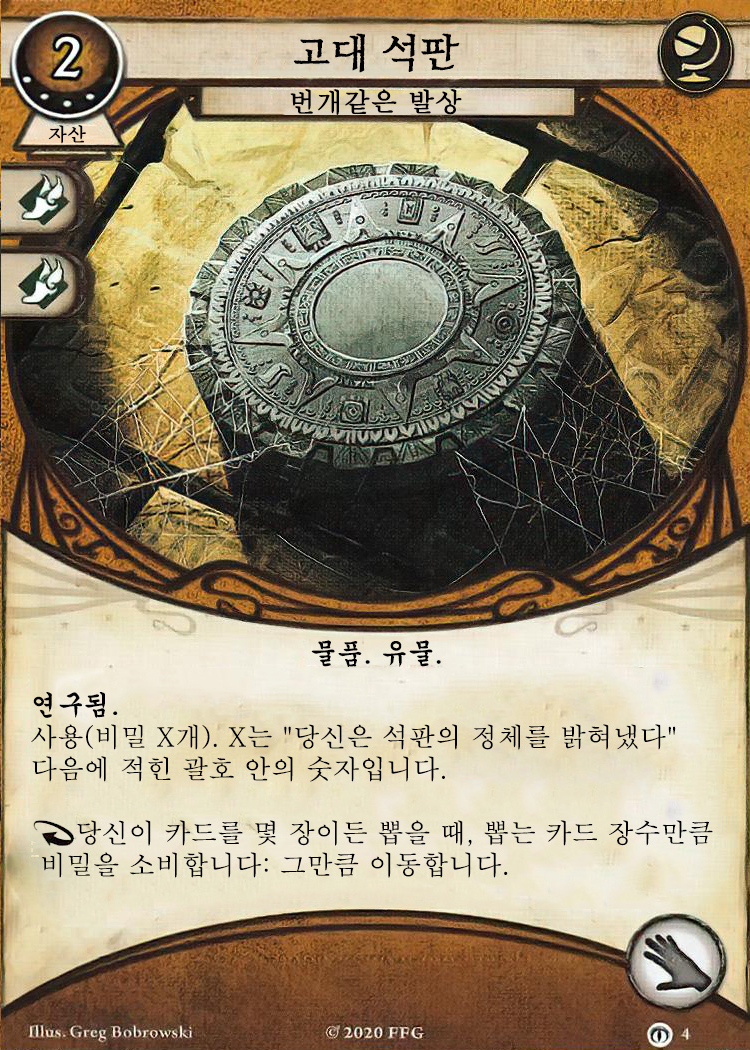 2
고대 석판
자산
번개같은 발상
물품. 유물.
연구됨.
사용(비밀 X개). X는 "당신은 석판의 정체를 밝혀냈다"
다음에 적힌 괄호 안의 숫자입니다.
당신이 카드를 몇 장이든 뽑을 때, 뽑는 카드 장수만큼
비밀을 소비합니다: 그만큼 이동합니다.
Illus. Greg Bobrowski
© 2020 FFG
4